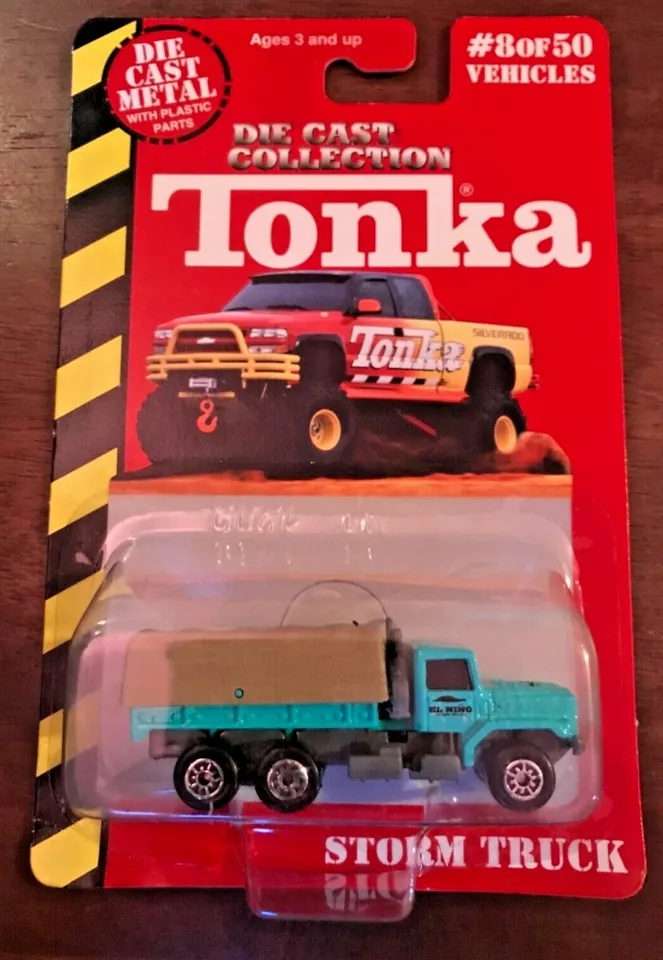 DIE
CAST
METAL
WITH PLASTIC
PARTS
Ages 3 and up
#8 OF 50
VEHICLES
DIE CAST
COLLECTION
Tonka®
SILVERADO
Tonka
EL NINO
STORM TRUCK